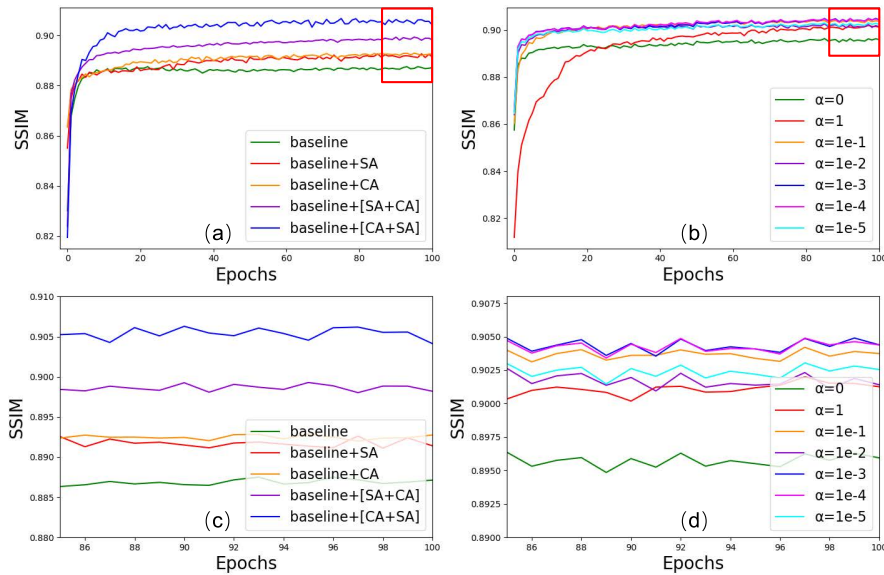 0.90
0.88
0.86
0.84
0.82
SSIM
0
20
40
60
80
100
Epochs
baseline
baseline+SA
baseline+CA
baseline+[SA+CA]
baseline+[CA+SA]
(a)
0.90
0.88
0.86
0.84
0.82
SSIM
0
20
40
60
80
100
Epochs
α=0
α=1
α=1e-1
α=1e-2
α=1e-3
α=1e-4
α=1e-5
(b)
0.910
0.905
0.900
0.895
0.890
0.885
0.880
SSIM
86
88
90
92
94
96
98
100
Epochs
baseline
baseline+SA
baseline+CA
baseline+[SA+CA]
baseline+[CA+SA]
(c)
0.9075
0.9050
0.9025
0.9000
0.8975
0.8950
0.8925
0.8900
SSIM
86
88
90
92
94
96
98
100
Epochs
α=0
α=1
α=1e-1
α=1e-2
α=1e-3
α=1e-4
α=1e-5
(d)